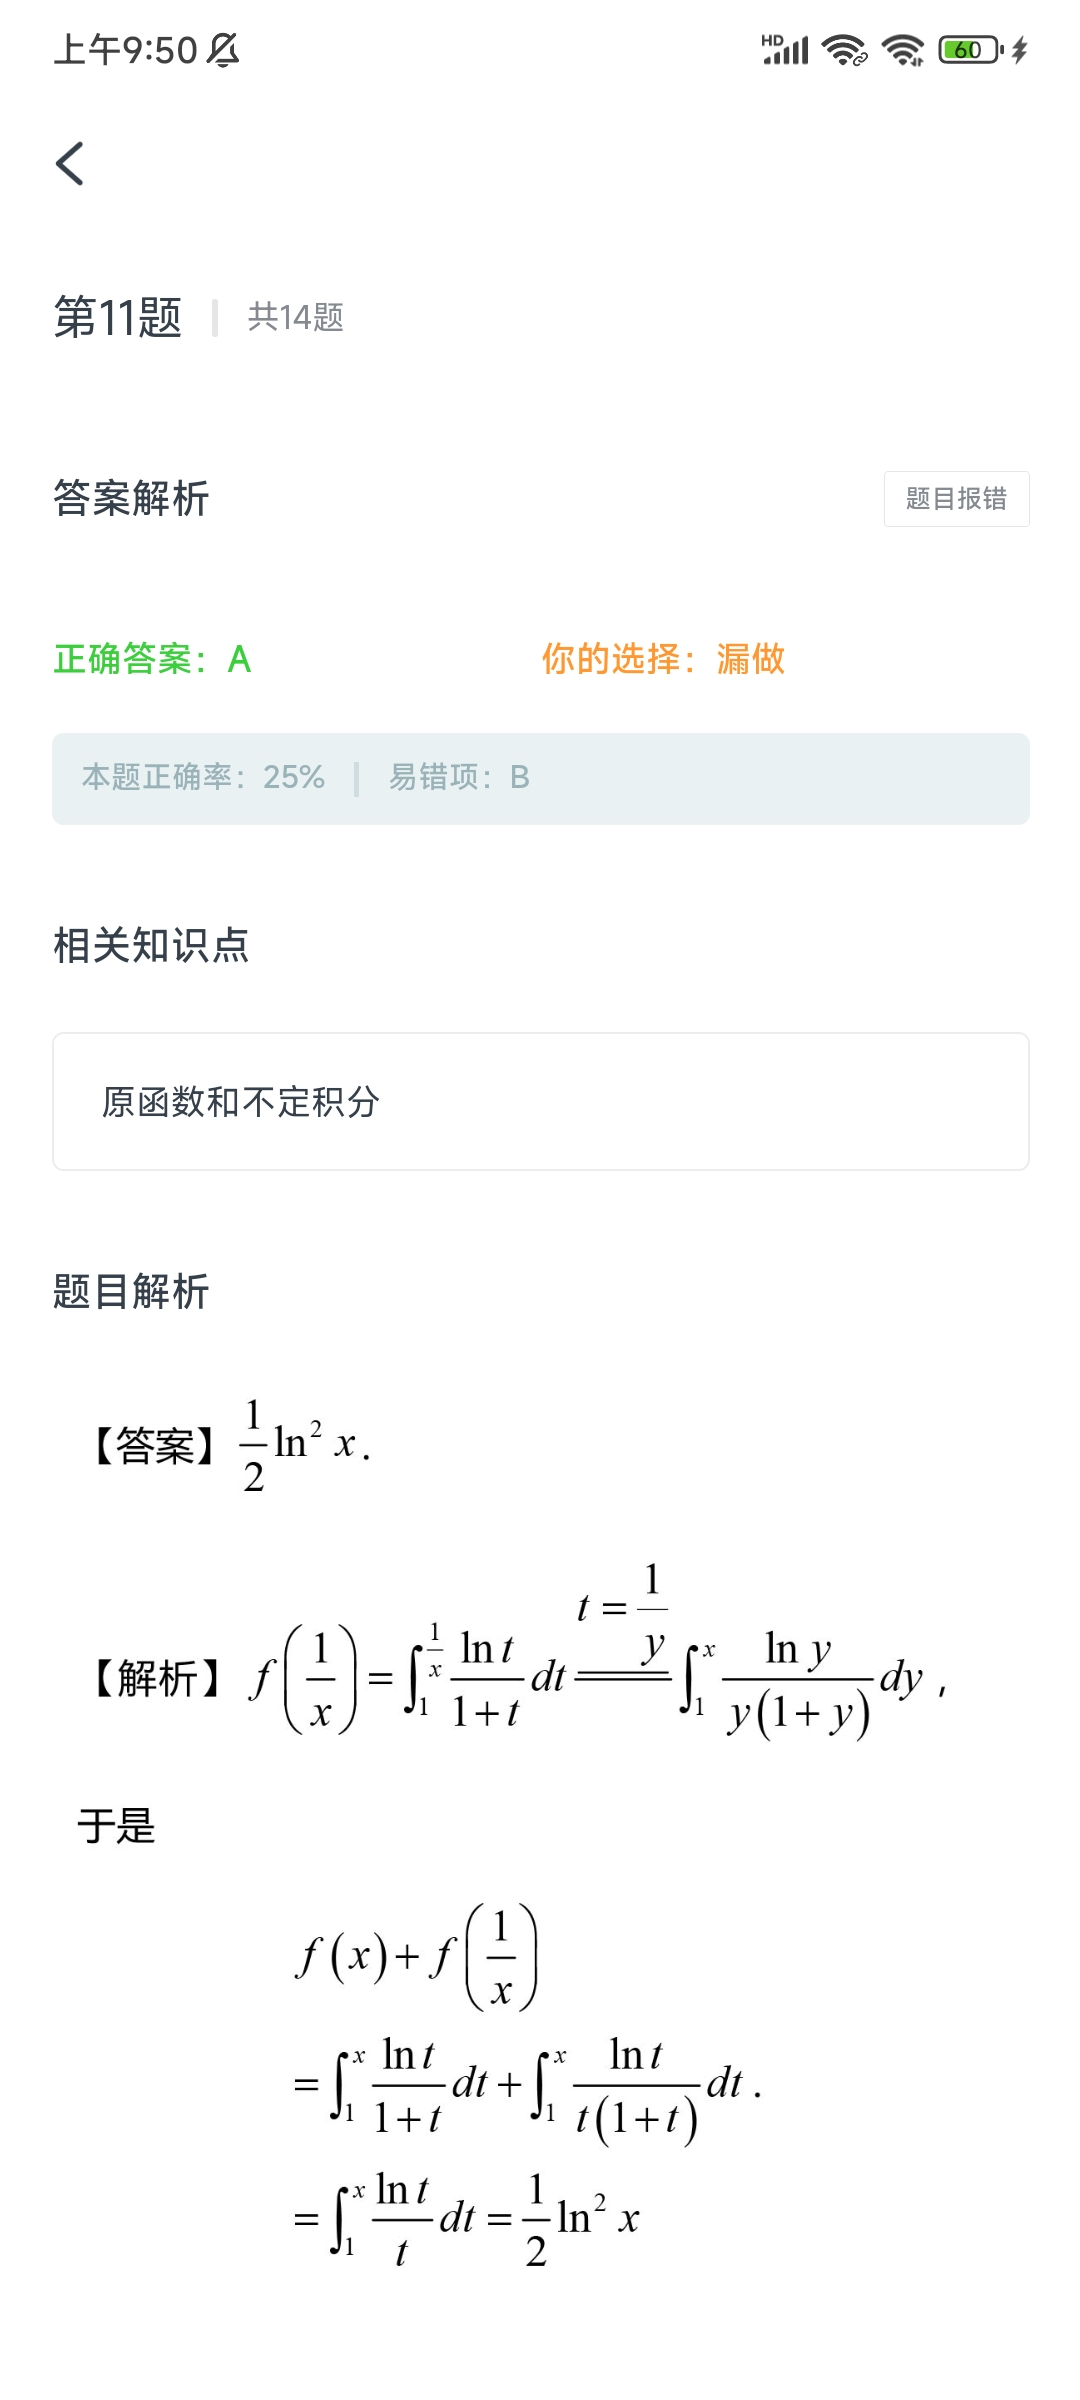 上午9:50 HD 60
第11题 共14题
答案解析 题目报错
正确答案：A 你的选择：漏做
本题正确率：25% 易错项：B
相关知识点
原函数和不定积分
题目解析
【答案】\frac{1}{2}\ln^2 x.
【解析】f\left(\frac{1}{x}\right)=\int_1^{\frac{1}{x}}\frac{\ln t}{1+t}dt \overset{t=\frac{1}{y}}{=\!=\!=} \int_1^x\frac{\ln y}{y(1+y)}dy,
于是
f(x)+f\left(\frac{1}{x}\right)
=\int_1^x\frac{\ln t}{1+t}dt+\int_1^x\frac{\ln t}{t(1+t)}dt.
=\int_1^x\frac{\ln t}{t}dt=\frac{1}{2}\ln^2 x